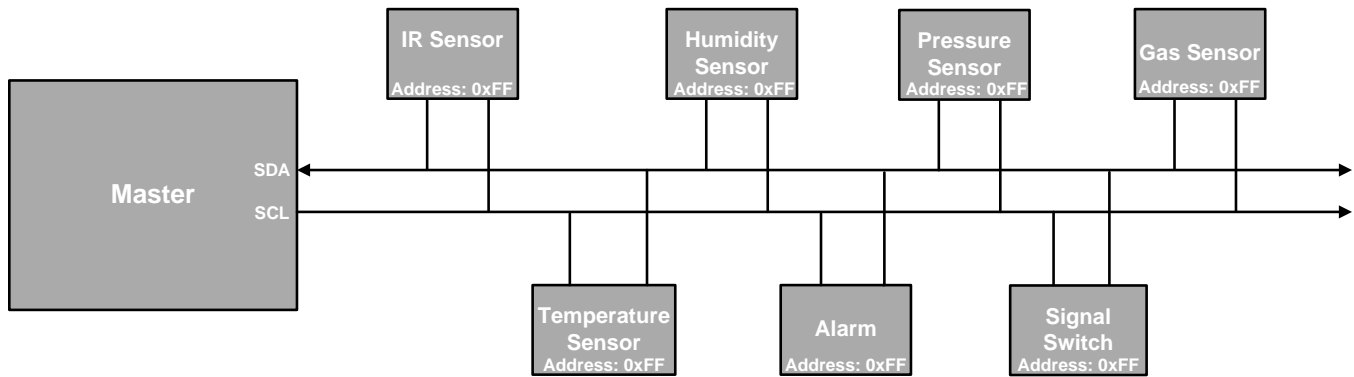 IR Sensor
Address: 0xFF
Humidity
Sensor
Address: 0xFF
Pressure
Sensor
Address: 0xFF
Gas Sensor
Address: 0xFF
Master
SDA
SCL
Temperature
Sensor
Address: 0xFF
Alarm
Address: 0xFF
Signal
Switch
Address: 0xFF